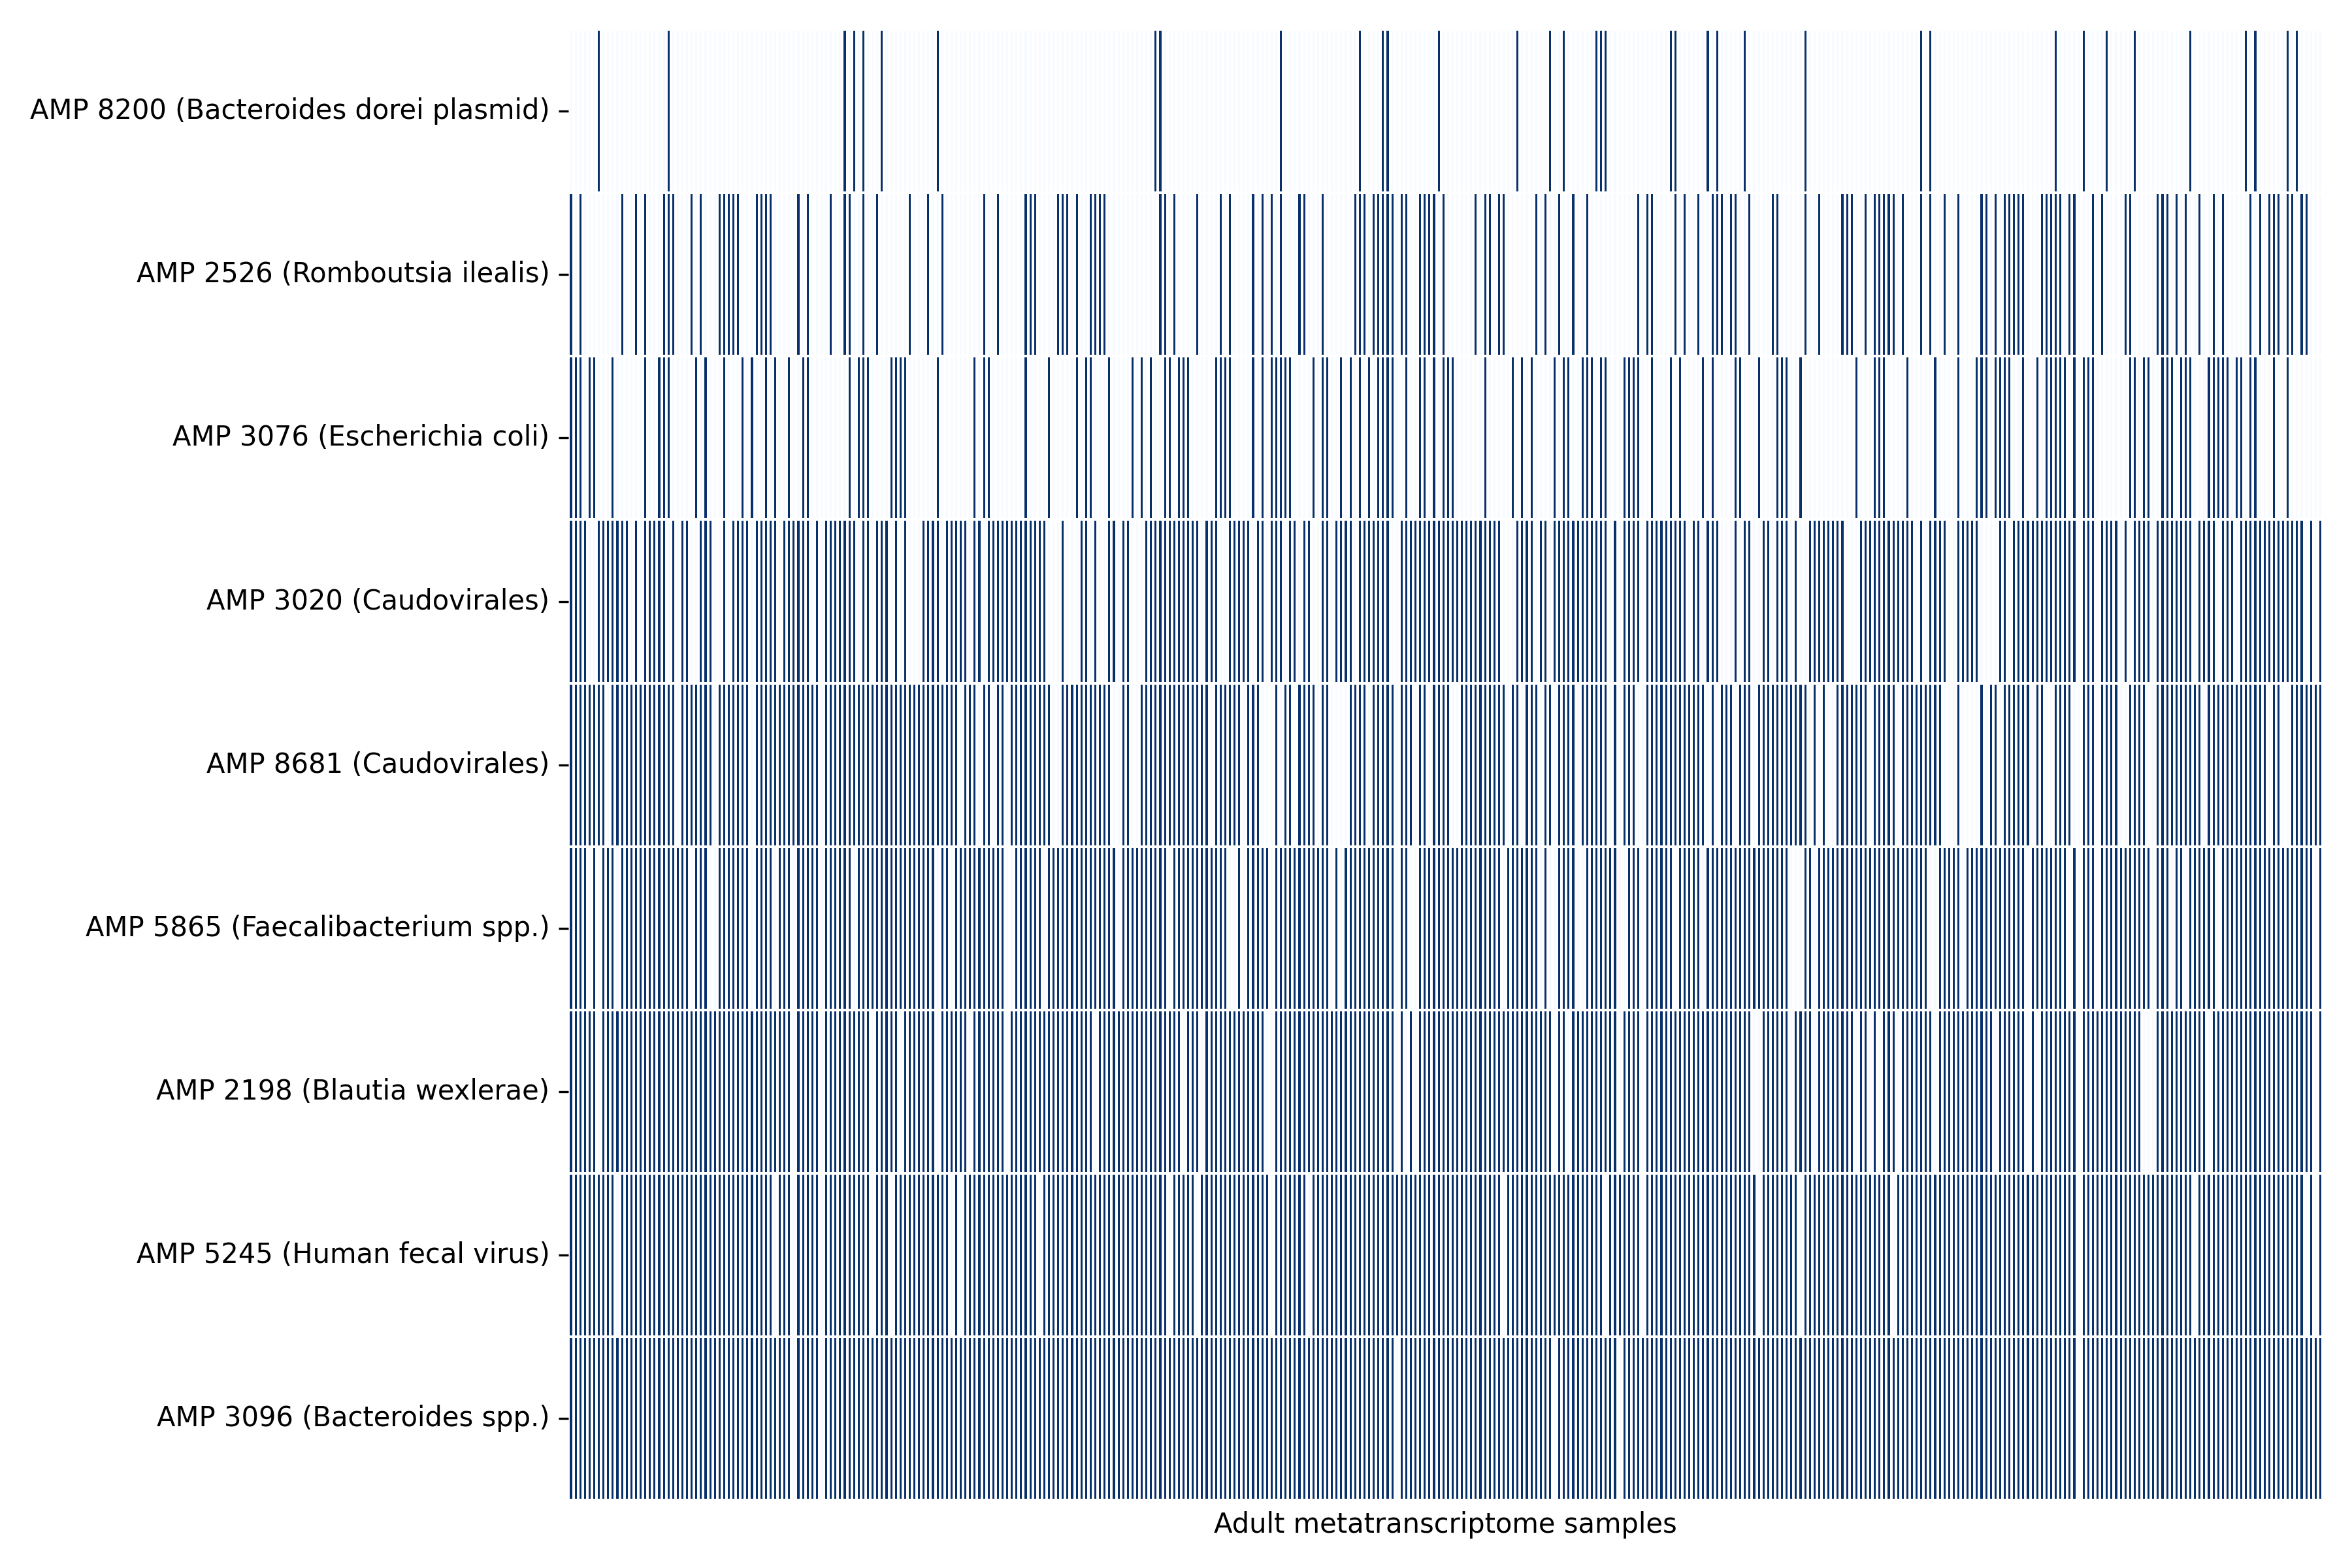 AMP 8200 (Bacteroides dorei plasmid)
AMP 2526 (Romboutsia ilealis)
AMP 3076 (Escherichia coli)
AMP 3020 (Caudovirales)
AMP 8681 (Caudovirales)
AMP 5865 (Faecalibacterium spp.)
AMP 2198 (Blautia wexlerae)
AMP 5245 (Human fecal virus)
AMP 3096 (Bacteroides spp.)
Adult metatranscriptome samples